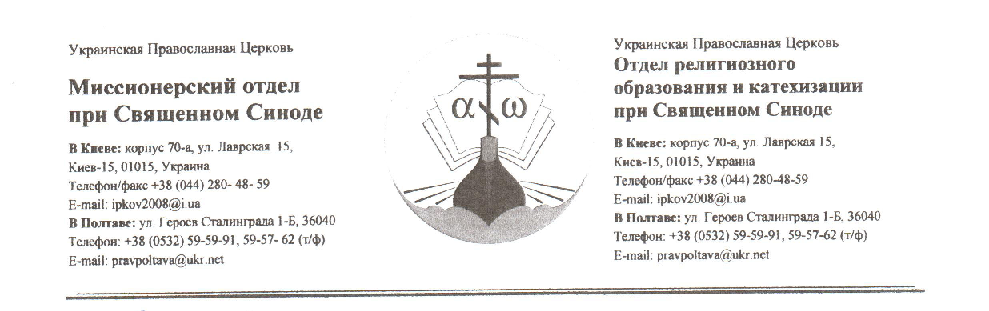 Украинская Православная Церковь
Миссионерский отдел
при Священном Синоде
В Киеве: корпус 70-а, ул. Лаврская 15,
Киев-15, 01015, Украина
Телефон/факс +38 (044) 280- 48- 59
E-mail: ipkov2008@i.ua
В Полтаве: ул Героев Сталинграда 1-Б, 36040
Телефон: +38 (0532) 59-59-91, 59-57- 62 (т/ф)
E-mail: pravpoltava@ukr.net
α ω
Украинская Православная Церковь
Отдел религиозного
образования и катехизации
при Священном Синоде
В Киеве: корпус 70-а, ул. Лаврская 15,
Киев-15, 01015, Украина
Телефон/факс +38 (044) 280-48-59
E-mail: ipkov2008@i.ua
В Полтаве: ул Героев Сталинграда 1-Б, 36040
Телефон: +38 (0532) 59-59-91, 59-57-62 (т/ф)
E-mail: pravpoltava@ukr.net